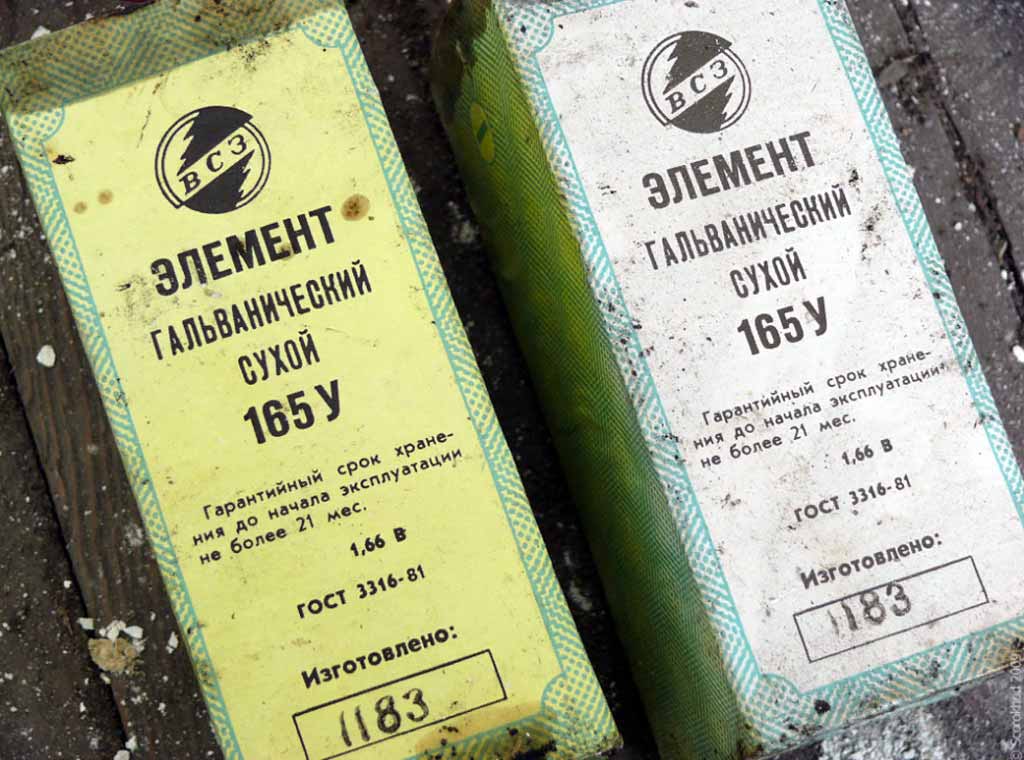 ВСЗ
ЭЛЕМЕНТ
ГАЛЬВАНИЧЕСКИЙ
СУХОЙ
165 У
Гарантийный срок хране-
ния до начала эксплуатации
не более 21 мес.
1,66 В
ГОСТ 3316-81
Изготовлено:
1183
ВСЗ
ЭЛЕМЕНТ
ГАЛЬВАНИЧЕСКИЙ
СУХОЙ
165 У
Гарантийный срок хране-
ния до начала эксплуатации
не более 21 мес.
1,66 В
ГОСТ 3316-81
Изготовлено:
1183